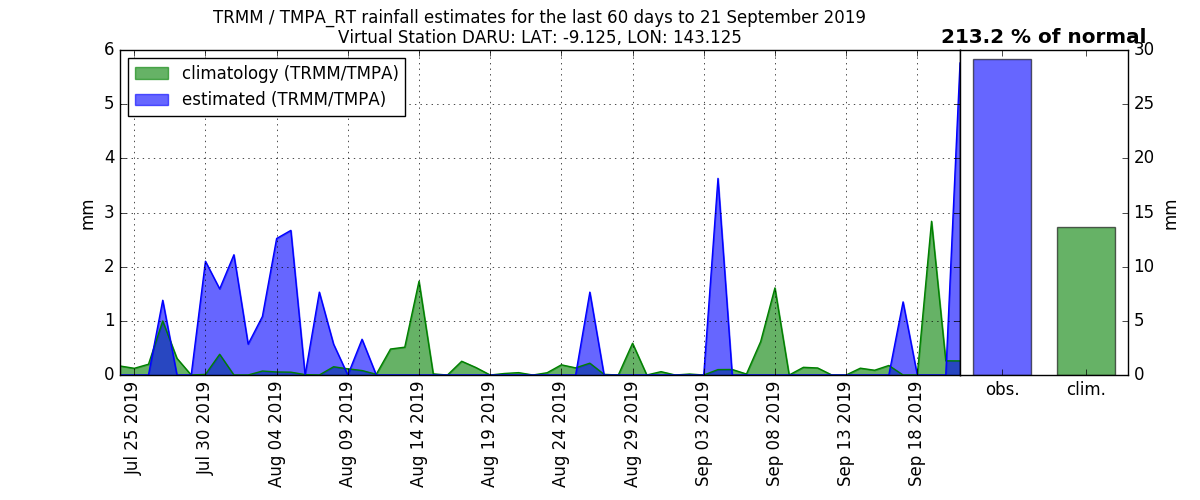 TRMM / TMPA_RT rainfall estimates for the last 60 days to 21 September 2019
Virtual Station DARU: LAT: -9.125, LON: 143.125
213.2 % of normal
climatology (TRMM/TMPA)
estimated (TRMM/TMPA)
6
5
4
3
2
1
0
mm
Jul 25 2019
Jul 30 2019
Aug 04 2019
Aug 09 2019
Aug 14 2019
Aug 19 2019
Aug 24 2019
Aug 29 2019
Sep 03 2019
Sep 08 2019
Sep 13 2019
Sep 18 2019
obs.
clim.
30
25
20
15
10
5
0
mm